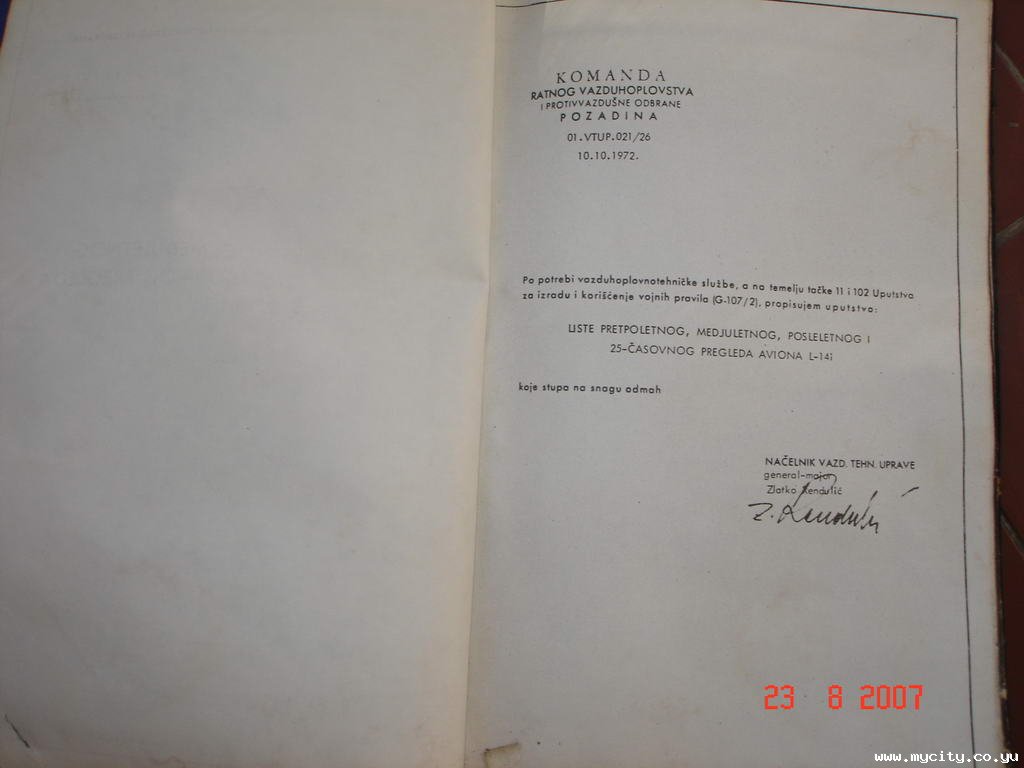 KOMANDA
RATNOG VAZDUHOPLOVSTVA
I PROTIVVAZDUŠNE ODBRANE
POZADINA
01.VTUP.021/26
10.10.1972.
Po potrebi vazduhoplovnotehničke službe, a na temelju tačke 11 i 102 Uputstva
za izradu i korišćenje vojnih pravila (G-107/2), propisujem uputstvo:
LISTE PRETPOLETNOG, MEDJULETNOG, POSLELETNOG I
25-ČASOVNOG PREGLEDA AVIONA L-14i
koje stupa na snagu odmah
NAČELNIK VAZD. TEHN. UPRAVE
general-major
Zlatko Rendulić
Z. Rendulić
23 8 2007
www.mycity.co.yu